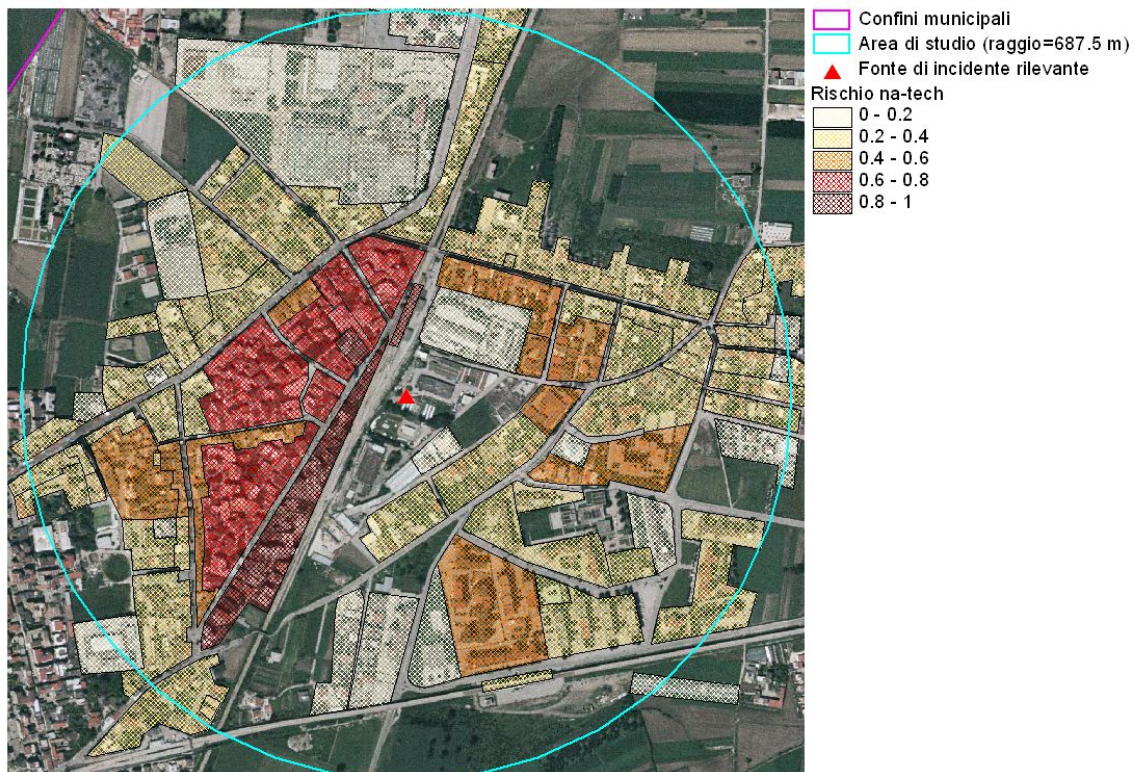 Confini municipali
Area di studio (raggio=687.5 m)
Fonte di incidente rilevante
Rischio na-tech
0 - 0.2
0.2 - 0.4
0.4 - 0.6
0.6 - 0.8
0.8 - 1